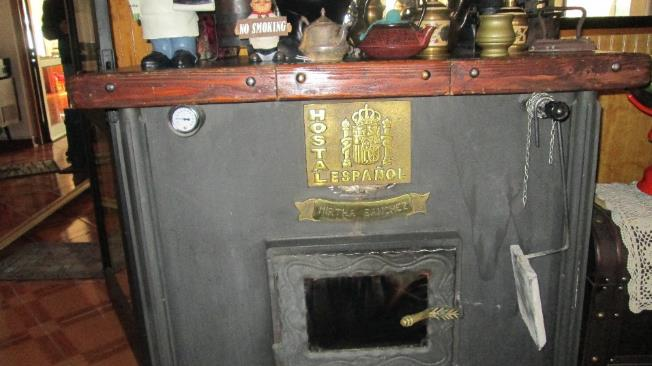 NO SMOKING
HOSTAL
ESPAÑOL
MIRTHA SANCHEZ